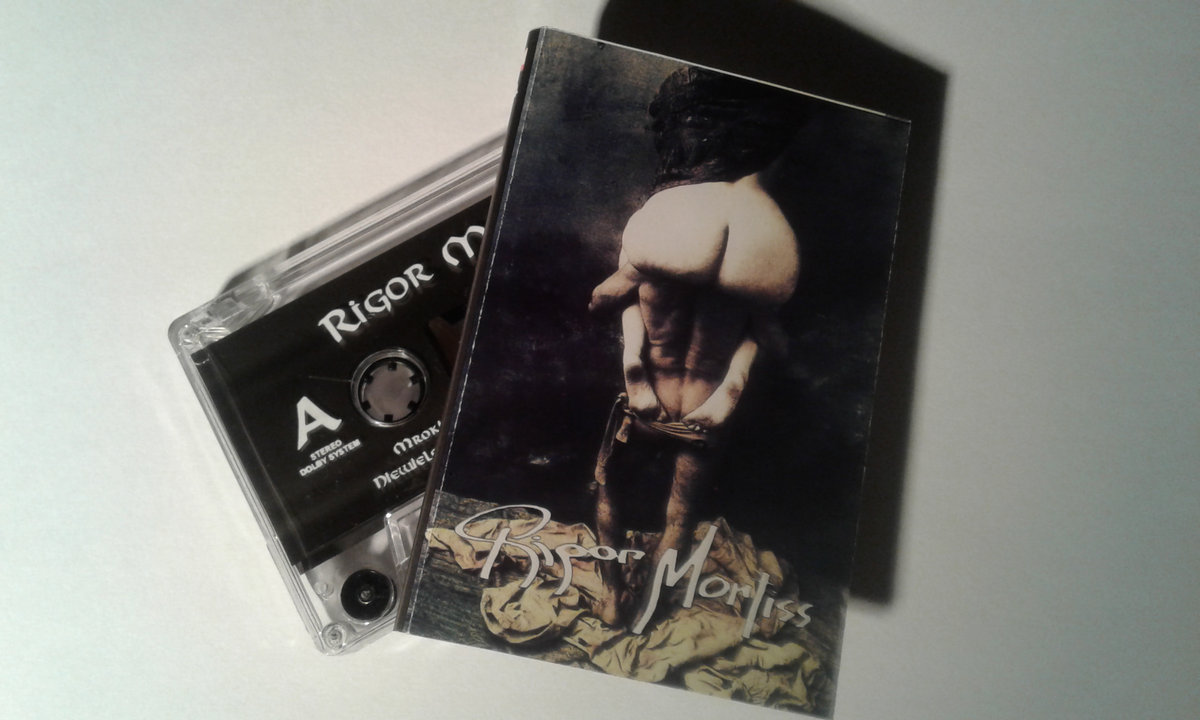 RIGOR M
A
STEREO
DOLBY SYSTEM
Rigor Mortiss